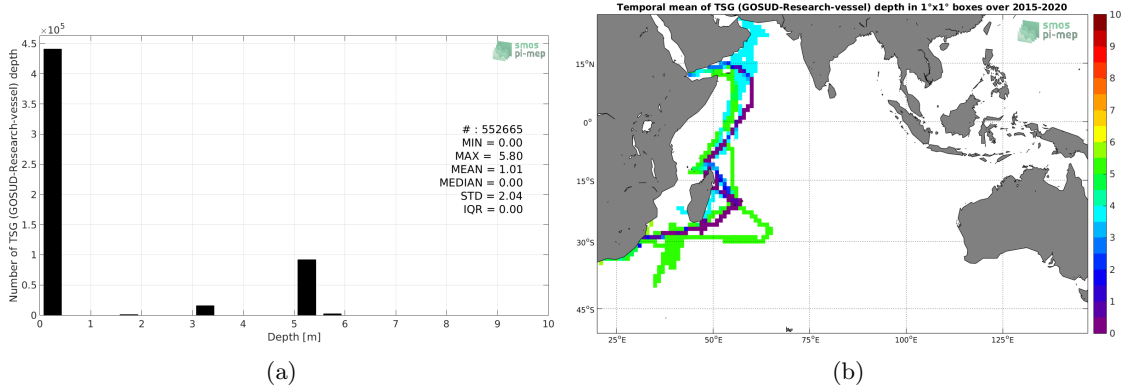 ×10⁵
4.5
4
3.5
3
2.5
2
1.5
1
0.5
0
Number of TSG (GOSUD-Research-vessel) depth
smos
pi-mep
# : 552665
MIN = 0.00
MAX = 5.80
MEAN = 1.01
MEDIAN = 0.00
STD = 2.04
IQR = 0.00
0 1 2 3 4 5 6 7 8 9 10
Depth [m]
(a)
Temporal mean of TSG (GOSUD-Research-vessel) depth in 1°x1° boxes over 2015-2020
smos
pi-mep
15°N
0°
15°S
30°S
45°S
25°E 50°E 75°E 100°E 125°E
10
9
8
7
6
5
4
3
2
1
0
(b)